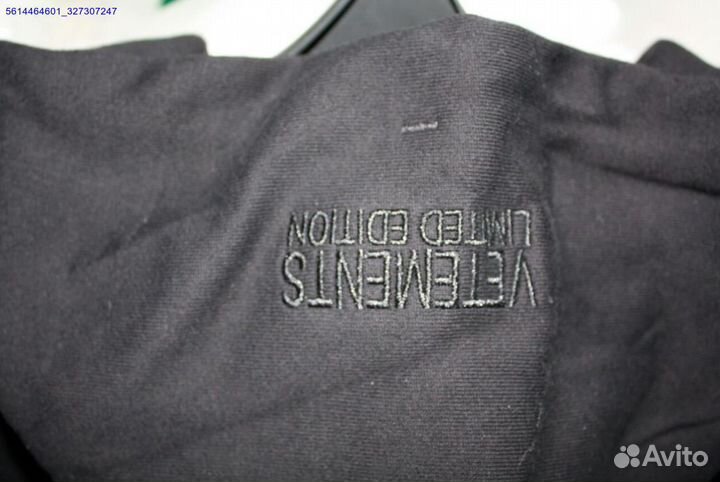 5614464601_327307247
VETEMENTS
LIMITED EDITION
Avito